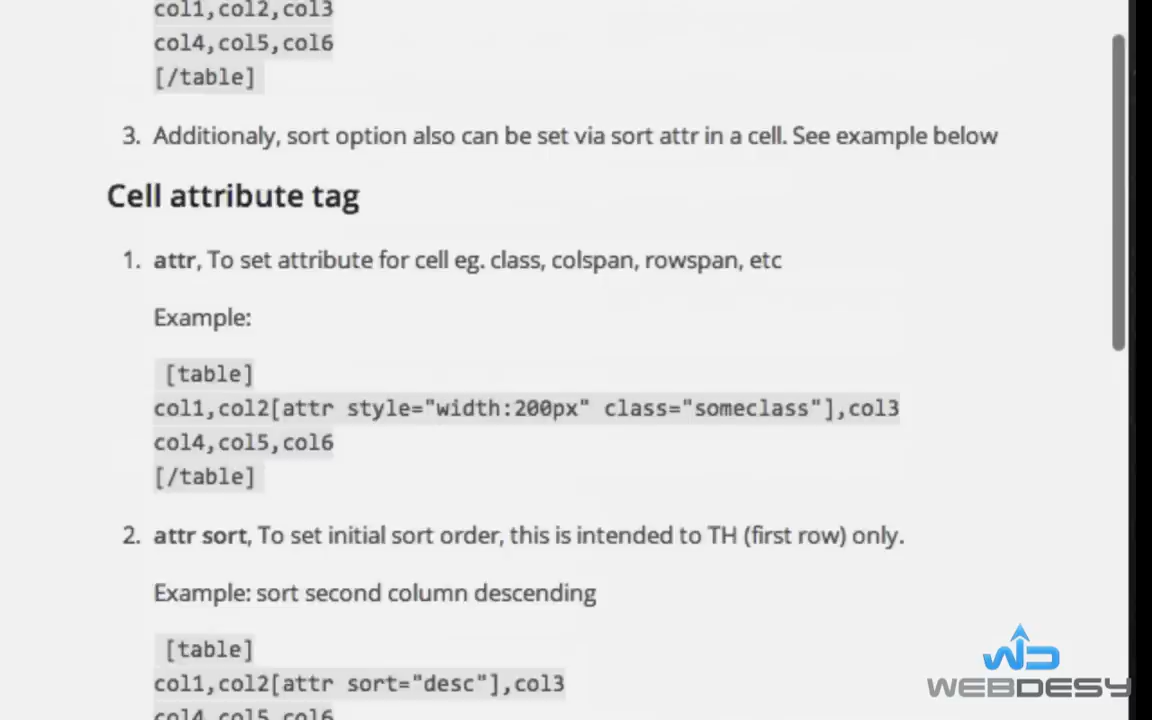 col1,col2,col3
col4,col5,col6
[/table]
3. Additionaly, sort option also can be set via sort attr in a cell. See example below
Cell attribute tag
1. attr, To set attribute for cell eg. class, colspan, rowspan, etc
Example:
[table]
col1,col2[attr style="width:200px" class="someclass"],col3
col4,col5,col6
[/table]
2. attr sort, To set initial sort order, this is intended to TH (first row) only.
Example: sort second column descending
[table]
col1,col2[attr sort="desc"],col3
col4,col5,col6
WD
WEBDESY